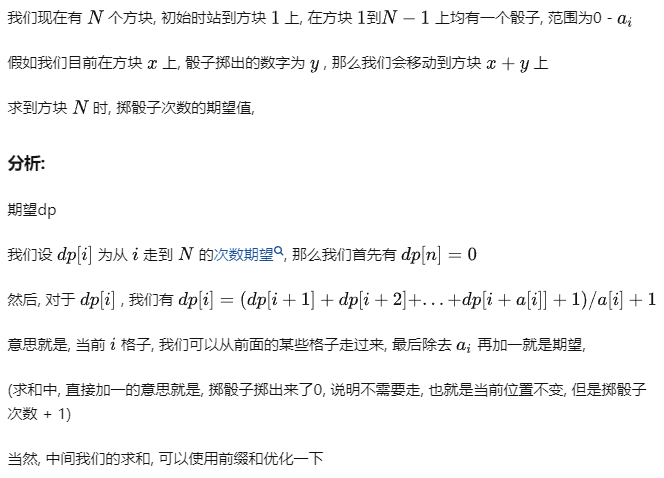 我们现在有 N 个方块, 初始时站到方块 1 上, 在方块 1到N − 1 上均有一个骰子, 范围为0 - a_i
假如我们目前在方块 x 上, 骰子掷出的数字为 y , 那么我们会移动到方块 x + y 上
求到方块 N 时, 掷骰子次数的期望值,
分析:
期望dp
我们设 dp[i] 为从 i 走到 N 的次数期望, 那么我们首先有 dp[n] = 0
然后, 对于 dp[i] , 我们有 dp[i] = (dp[i + 1] + dp[i + 2]+. . . +dp[i + a[i]] + 1)/a[i] + 1
意思就是, 当前 i 格子, 我们可以从前面的某些格子走过来, 最后除去 a_i 再加一就是期望,
(求和中, 直接加一的意思就是, 掷骰子掷出来了0, 说明不需要走, 也就是当前位置不变, 但是掷骰子
次数 + 1)
当然, 中间我们的求和, 可以使用前缀和优化一下